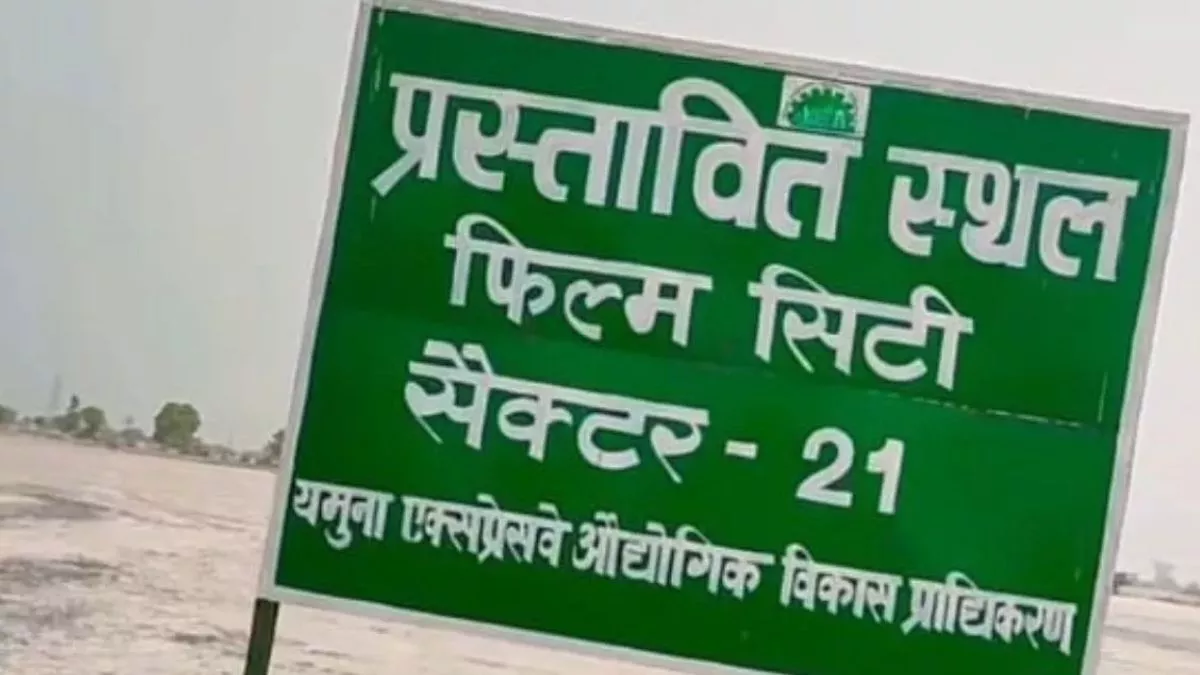 प्रस्तावित स्थल
फिल्म सिटी
सैक्टर - 21
यमुना एक्सप्रेसवे औद्योगिक विकास प्राधिकरण